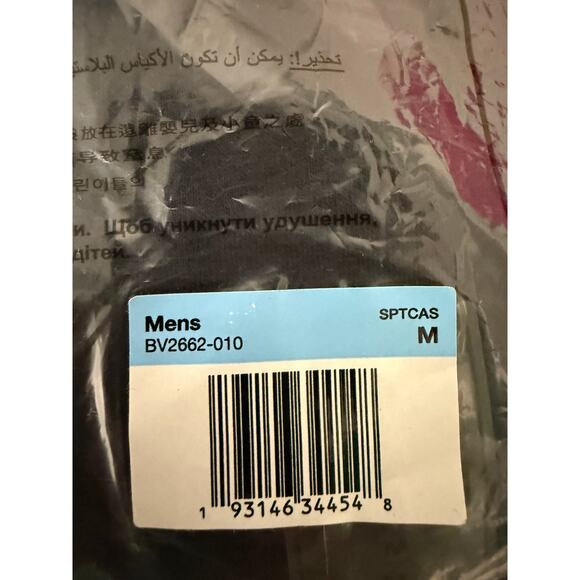 تحذير!: يمكن أن تكون الأكياس البلاستيك
放在遠離嬰兒及小童之處
导致窒息
린이들의
и. Щоб уникнути удушення,
дітей.
Mens
SPTCAS
BV2662-010
M
1 93146 34454 8